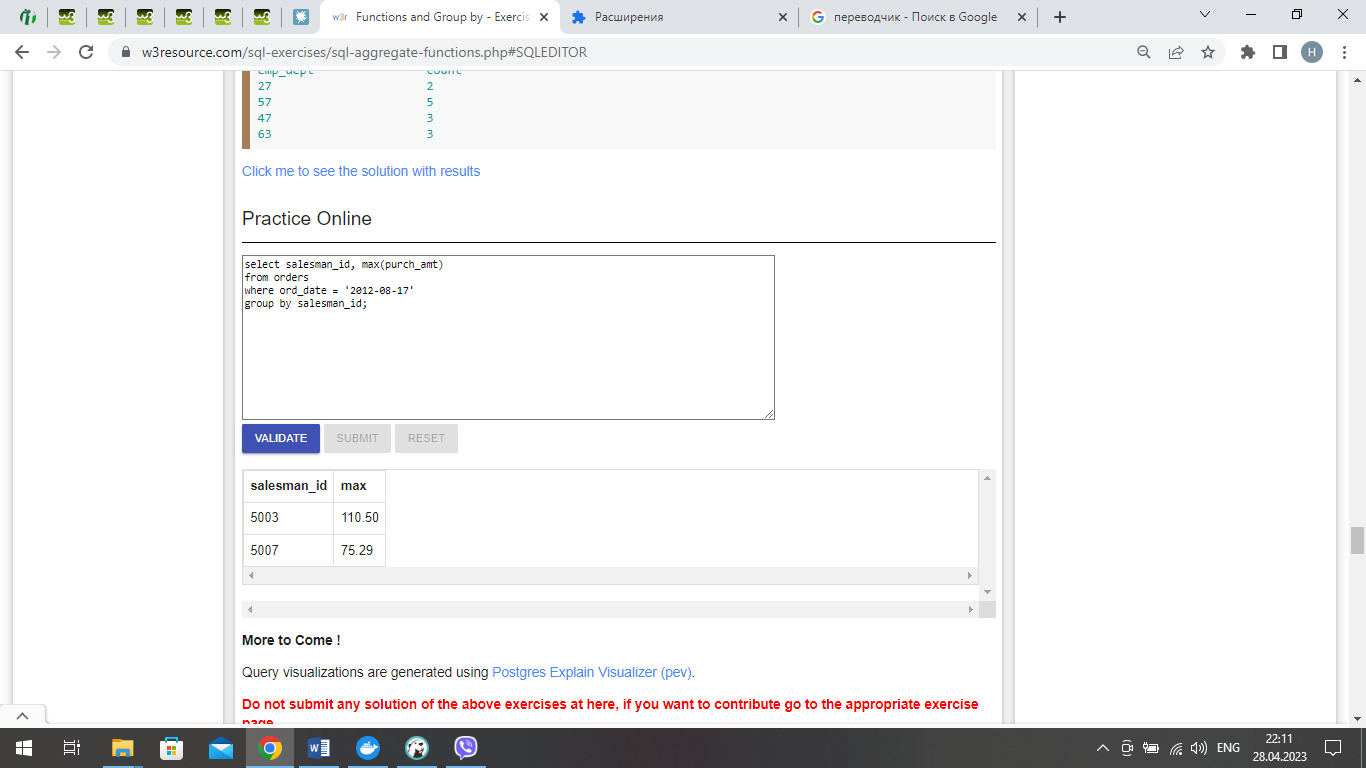 w3r Functions and Group by - Exercis
Расширения
переводчик - Поиск в Google
w3resource.com/sql-exercises/sql-aggregate-functions.php#SQLEDITOR
H
emp_dept count
27 2
57 5
47 3
63 3
Click me to see the solution with results
Practice Online
select salesman_id, max(purch_amt)
from orders
where ord_date = '2012-08-17'
group by salesman_id;
VALIDATE SUBMIT RESET
salesman_id max
5003 110.50
5007 75.29
More to Come !
Query visualizations are generated using Postgres Explain Visualizer (pev).
Do not submit any solution of the above exercises at here, if you want to contribute go to the appropriate exercise
page.
ENG
22:11
28.04.2023